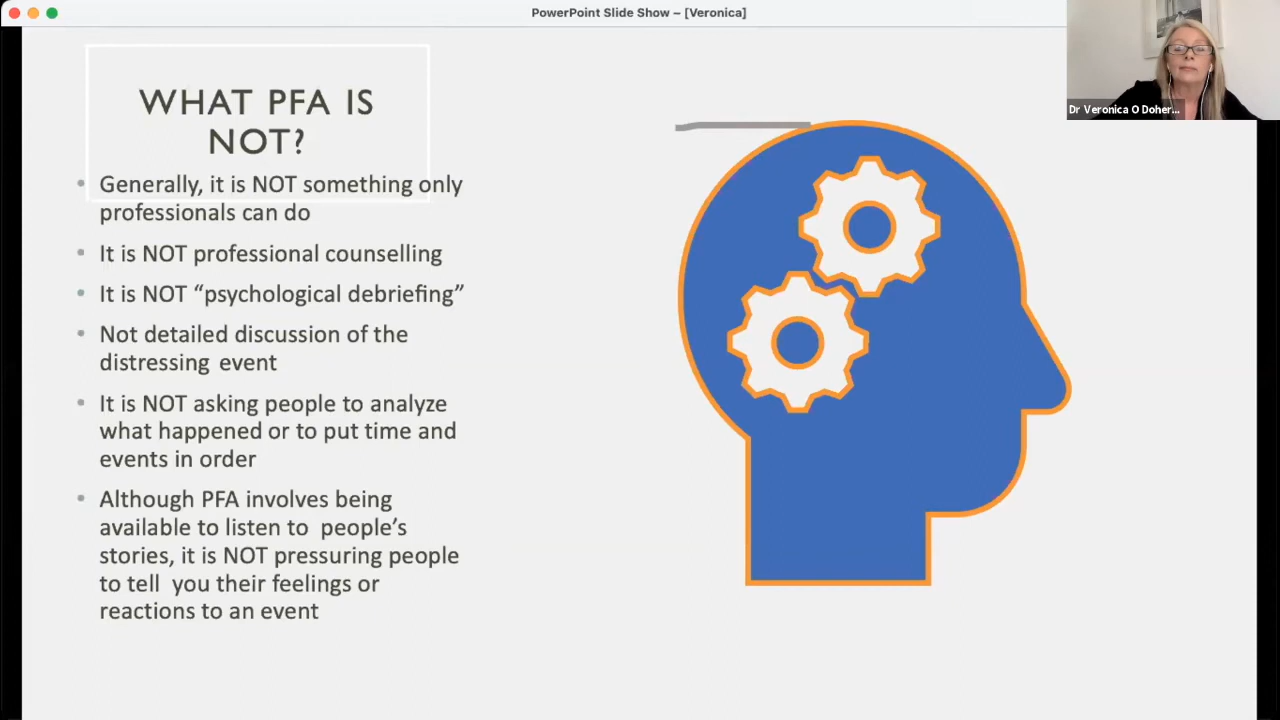 PowerPoint Slide Show – [Veronica]
Dr Veronica O Doher...
WHAT PFA IS
NOT?
Generally, it is NOT something only
professionals can do
It is NOT professional counselling
It is NOT “psychological debriefing”
Not detailed discussion of the
distressing event
It is NOT asking people to analyze
what happened or to put time and
events in order
Although PFA involves being
available to listen to people’s
stories, it is NOT pressuring people
to tell you their feelings or
reactions to an event